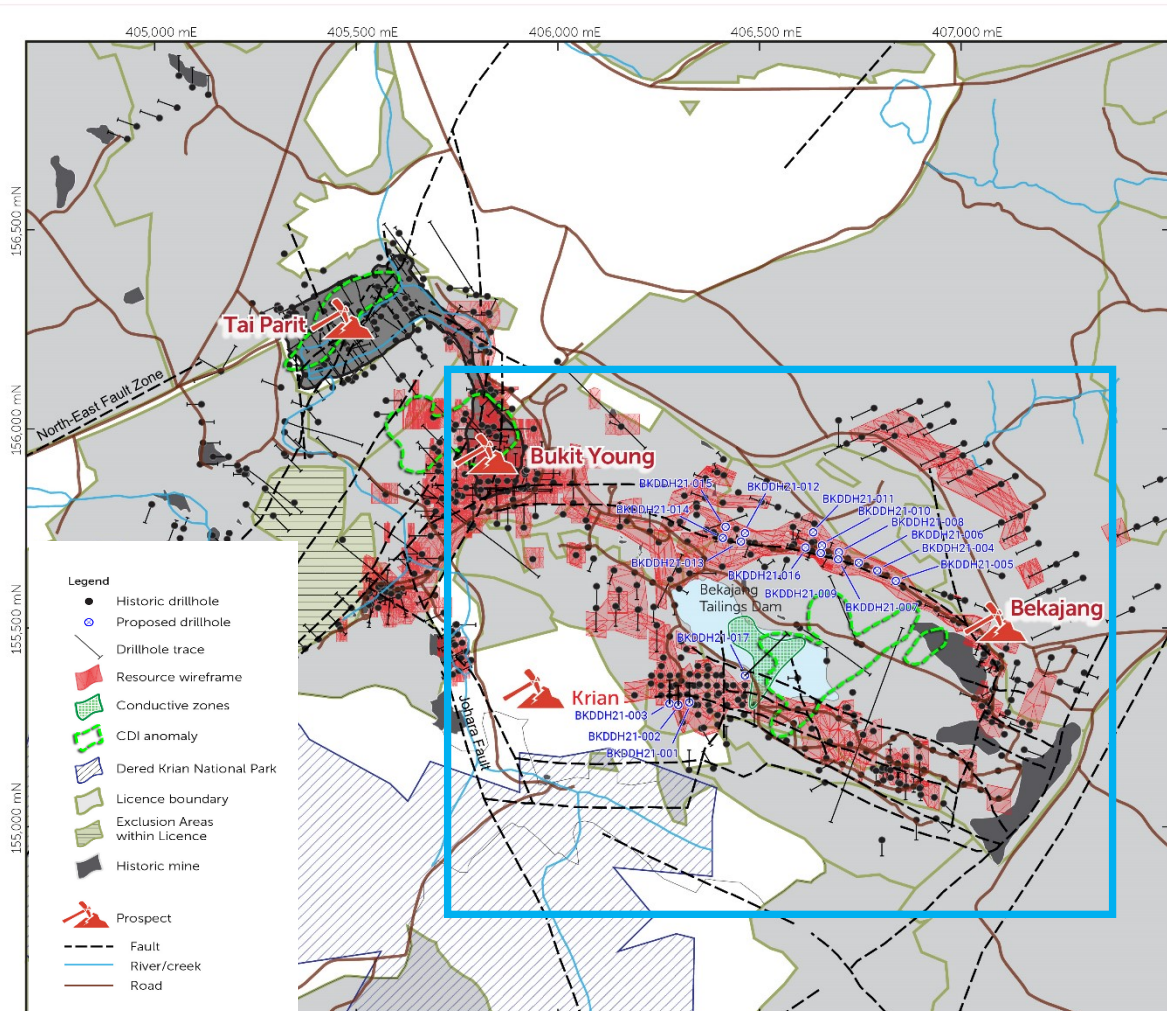 405,000 mE
405,500 mE
406,000 mE
406,500 mE
407,000 mE
156,500 mN
156,000 mN
155,500 mN
155,000 mN
Tai Parit
North-East Fault Zone
Bukit Young
BKDDH21-015
BKDDH21-012
BKDDH21-011
BKDDH21-010
BKDDH21-014
BKDDH21-008
BKDDH21-006
BKDDH21-004
BKDDH21-013
BKDDH21-005
BKDDH21-016
BKDDH21-009
BKDDH21-007
Bekajang
Tailings Dam
Bekajang
BKDDH21-017
Krian
BKDDH21-003
BKDDH21-002
BKDDH21-001
Johara Fault
Legend
Historic drillhole
Proposed drillhole
Drillhole trace
Resource wireframe
Conductive zones
CDI anomaly
Dered Krian National Park
Licence boundary
Exclusion Areas
within Licence
Historic mine
Prospect
Fault
River/creek
Road